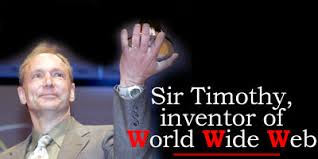 Sir Timothy,
inventor of
World Wide Web